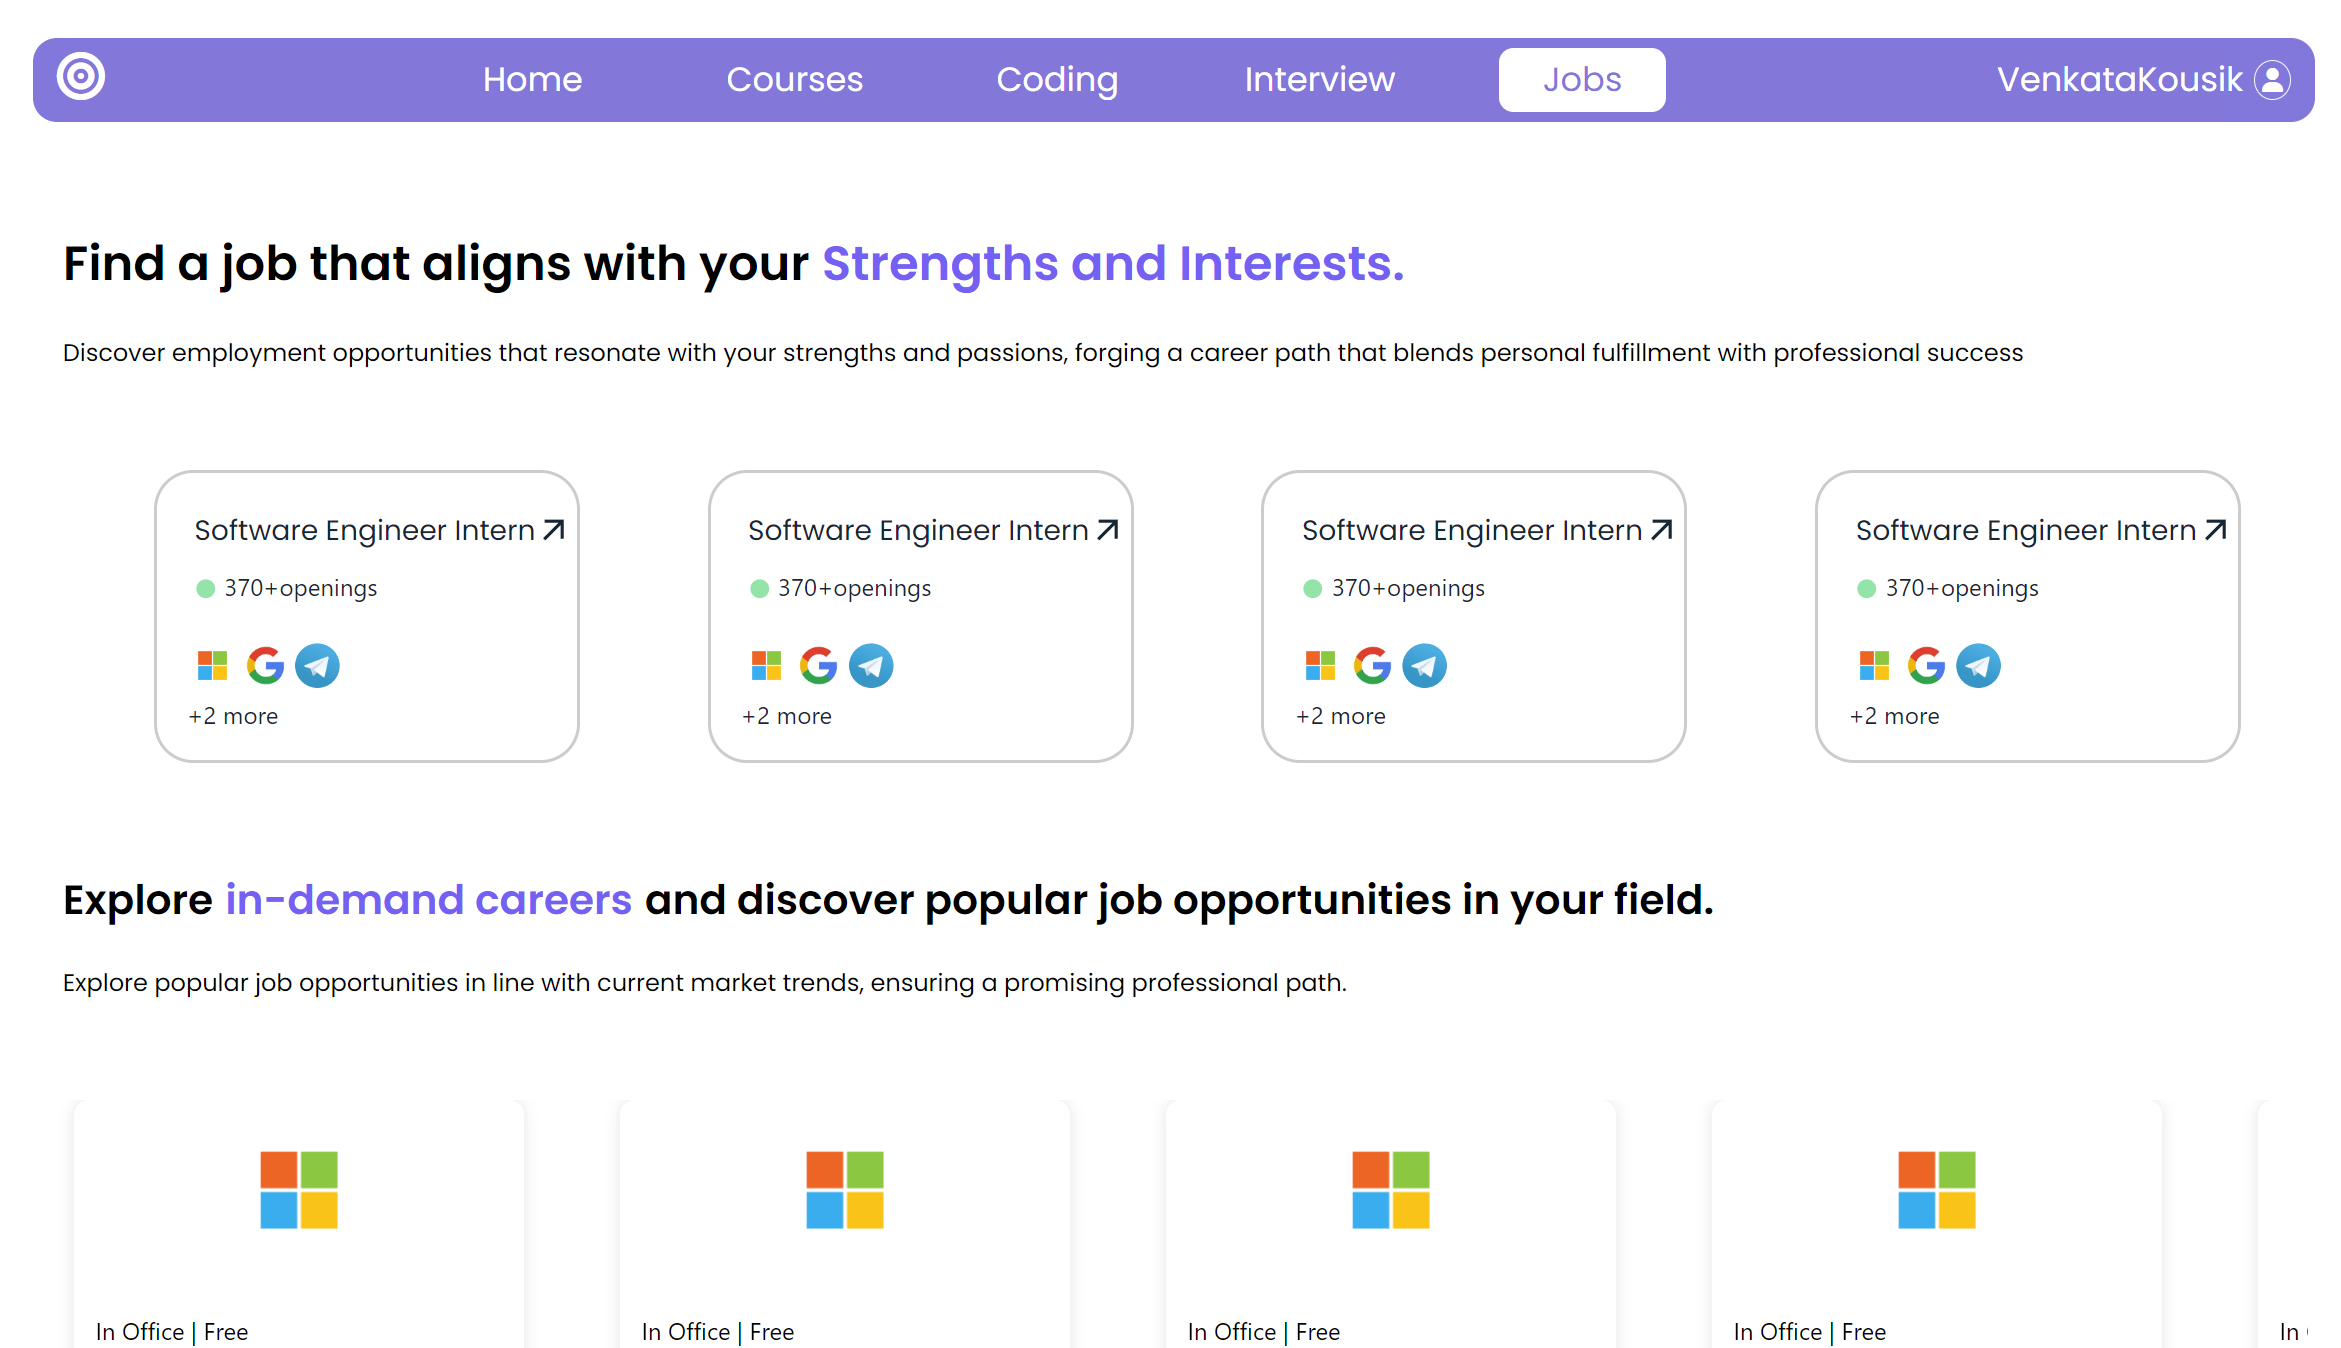 Home Courses Coding Interview Jobs VenkataKousik
Find a job that aligns with your Strengths and Interests.
Discover employment opportunities that resonate with your strengths and passions, forging a career path that blends personal fulfillment with professional success
Software Engineer Intern Software Engineer Intern Software Engineer Intern Software Engineer Intern
370+openings 370+openings 370+openings 370+openings
+2 more +2 more +2 more +2 more
Explore in-demand careers and discover popular job opportunities in your field.
Explore popular job opportunities in line with current market trends, ensuring a promising professional path.
In Office | Free In Office | Free In Office | Free In Office | Free In